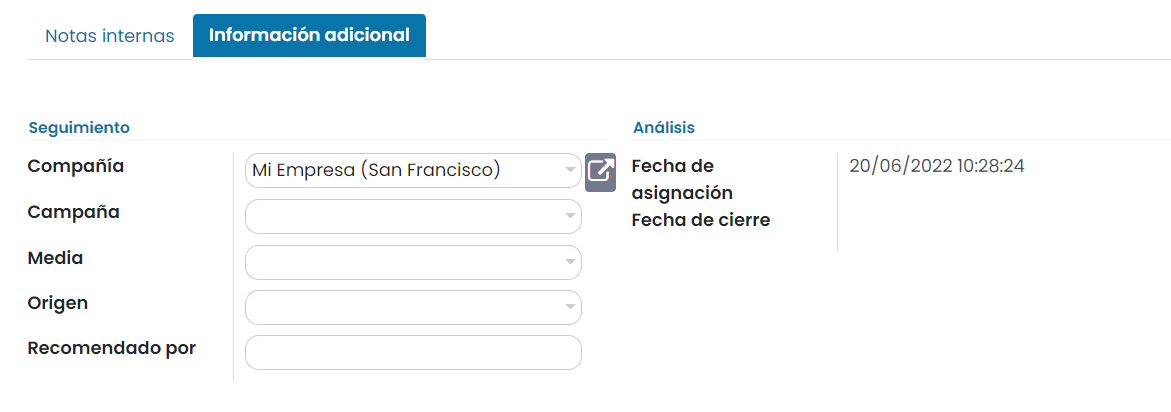 Notas internas
Información adicional
Seguimiento
Compañía
Mi Empresa (San Francisco)
Campaña
Media
Origen
Recomendado por
Análisis
Fecha de
asignación
20/06/2022 10:28:24
Fecha de cierre